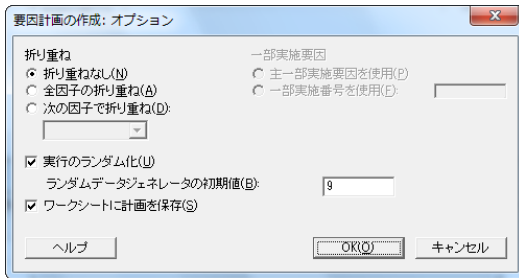 要因計画の作成: オプション
折り重ね
折り重ねなし(N)
全因子の折り重ね(A)
次の因子で折り重ね(D):
一部実施要因
主一部実施要因を使用(P)
一部実施番号を使用(F):
実行のランダム化(U)
ランダムデータジェネレータの初期値(B):
9
ワークシートに計画を保存(S)
ヘルプ
OK(O)
キャンセル